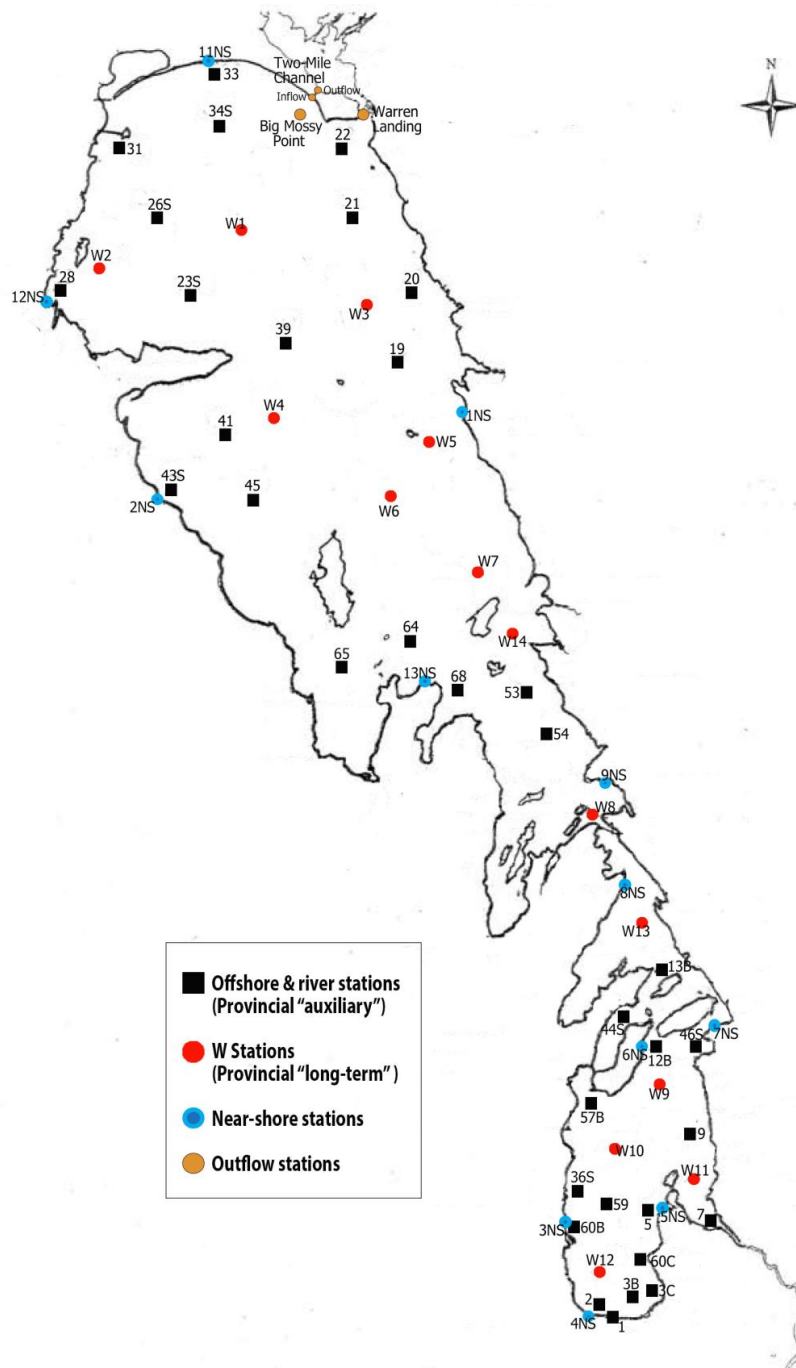 11NS
33
Two-Mile
Channel
Outflow
Inflow
Big Mossy
Point
Warren
Landing
N
34S
31
22
26S
21
W1
W2
28
23S
20
12NS
W3
39
19
W4
1NS
41
W5
43S
45
2NS
W6
W7
64
W14
65
13NS
68
53
54
9NS
W8
8NS
W13
13B
44S
46S
7NS
6NS
12B
W9
57B
9
W10
W11
36S
59
5
5NS
7
3NS
60B
60C
W12
3B
3C
2
4NS
1
Offshore & river stations
(Provincial "auxiliary")
W Stations
(Provincial "long-term" )
Near-shore stations
Outflow stations